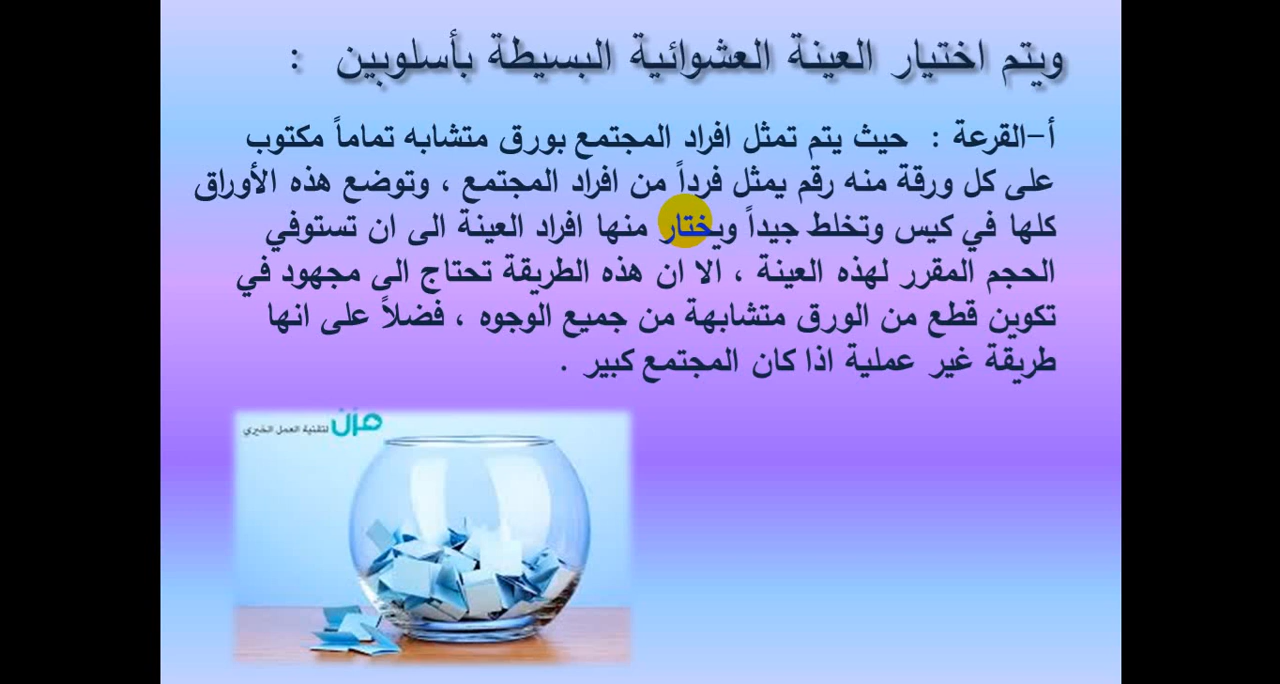 ويتم اختيار العينة العشوائية البسيطة بأسلوبين :
أ-القرعة : حيث يتم تمثل افراد المجتمع بورق متشابه تماماً مكتوب
على كل ورقة منه رقم يمثل فرداً من افراد المجتمع ، وتوضع هذه الأوراق
كلها في كيس وتخلط جيداً ويختار منها افراد العينة الى ان تستوفي
الحجم المقرر لهذه العينة ، الا ان هذه الطريقة تحتاج الى مجهود في
تكوين قطع من الورق متشابهة من جميع الوجوه ، فضلاً على انها
طريقة غير عملية اذا كان المجتمع كبير .
مزن لتقنية العمل الخيري